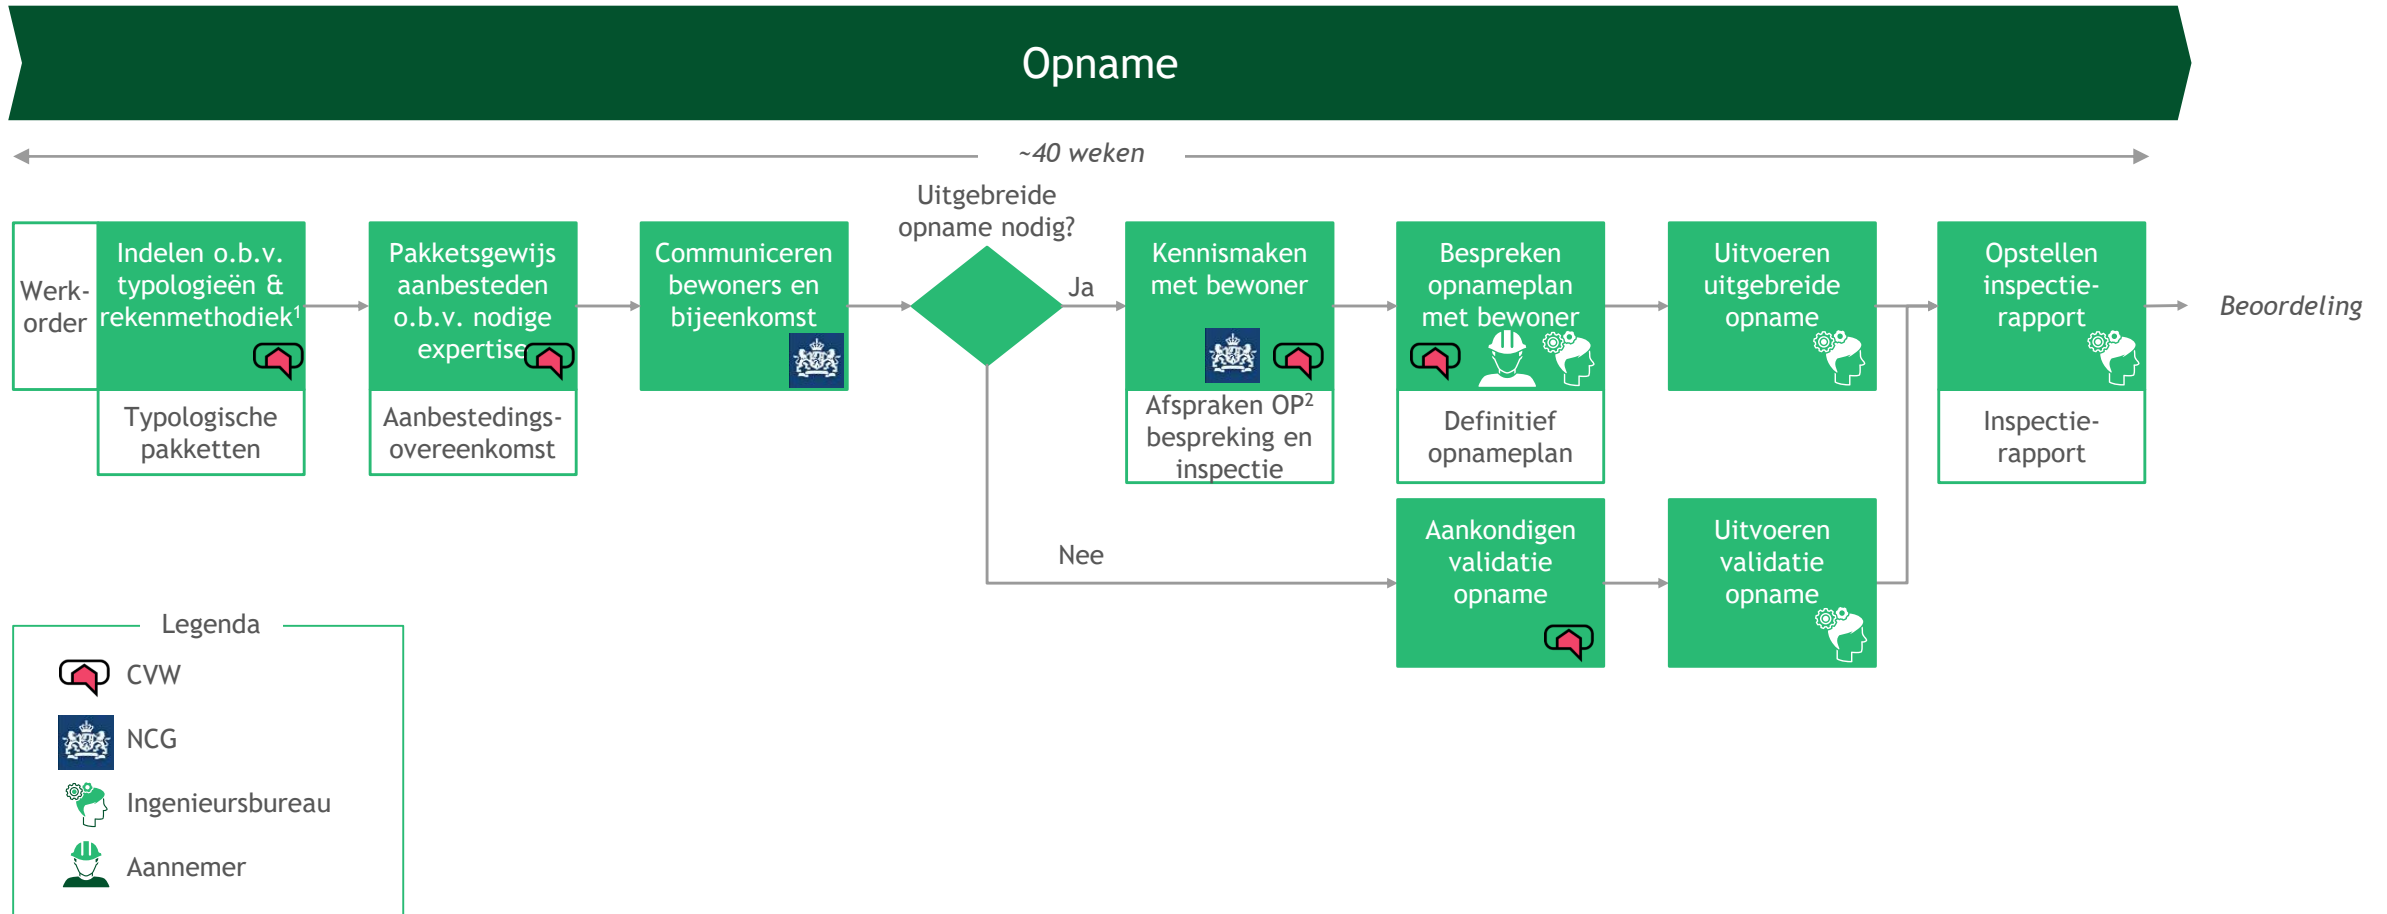 Opname
~40 weken
Uitgebreide
opname nodig?
Werk-
order
Indelen o.b.v.
typologieën &
rekenmethodiek¹
Typologische
pakketten
Pakketsgewijs
aanbesteden
o.b.v. nodige
expertise
Aanbestedings-
overeenkomst
Communiceren
bewoners en
bijeenkomst
Ja
Kennismaken
met bewoner
Afspraken OP²
bespreking en
inspectie
Bespreken
opnameplan
met bewoner
Definitief
opnameplan
Uitvoeren
uitgebreide
opname
Opstellen
inspectie-
rapport
Inspectie-
rapport
Beoordeling
Nee
Aankondigen
validatie
opname
Uitvoeren
validatie
opname
Legenda
CVW
NCG
Ingenieursbureau
Aannemer